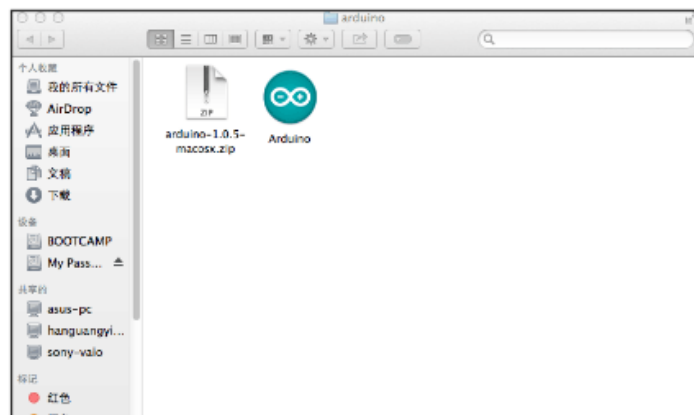 arduino
个人收藏
我的所有文件
AirDrop
应用程序
桌面
文稿
下载
设备
BOOTCAMP
My Pass...
共享的
asus-pc
hanguangyi...
sony-vaio
标记
红色
ZIP
arduino-1.0.5-
macosx.zip
Arduino